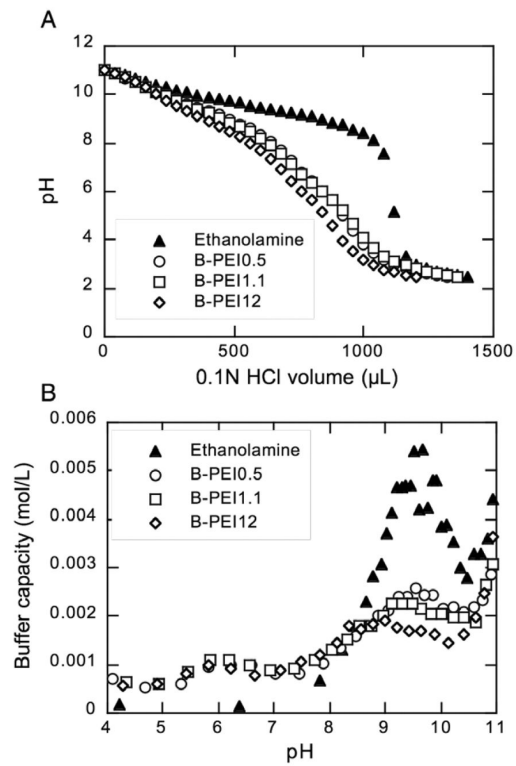 A
12
10
8
6
4
2
0
pH
Ethanolamine
B-PEI0.5
B-PEI1.1
B-PEI12
0 500 1000 1500
0.1N HCl volume (µL)
B
0.006
0.005
0.004
0.003
0.002
0.001
0
Buffer capacity (mol/L)
Ethanolamine
B-PEI0.5
B-PEI1.1
B-PEI12
4 5 6 7 8 9 10 11
pH